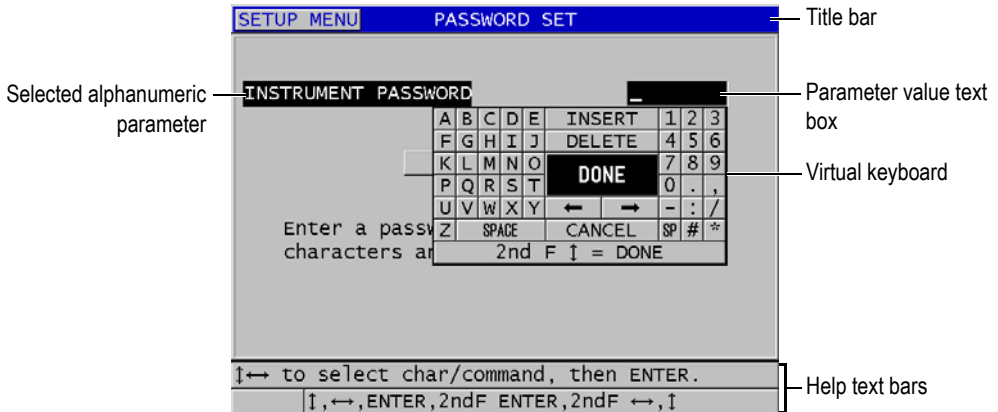 SETUP MENU PASSWORD SET
Title bar
Selected alphanumeric
parameter
INSTRUMENT PASSWORD _
Parameter value text
box
A B C D E INSERT 1 2 3
F G H I J DELETE 4 5 6
K L M N O DONE 7 8 9
P Q R S T 0 . ,
U V W X Y ← → - : /
Z SPACE CANCEL SP # *
2nd F ↕ = DONE
Virtual keyboard
Enter a passw
characters ar
↕↔ to select char/command, then ENTER.
↕,↔,ENTER,2ndF ENTER,2ndF ↔,↕
Help text bars